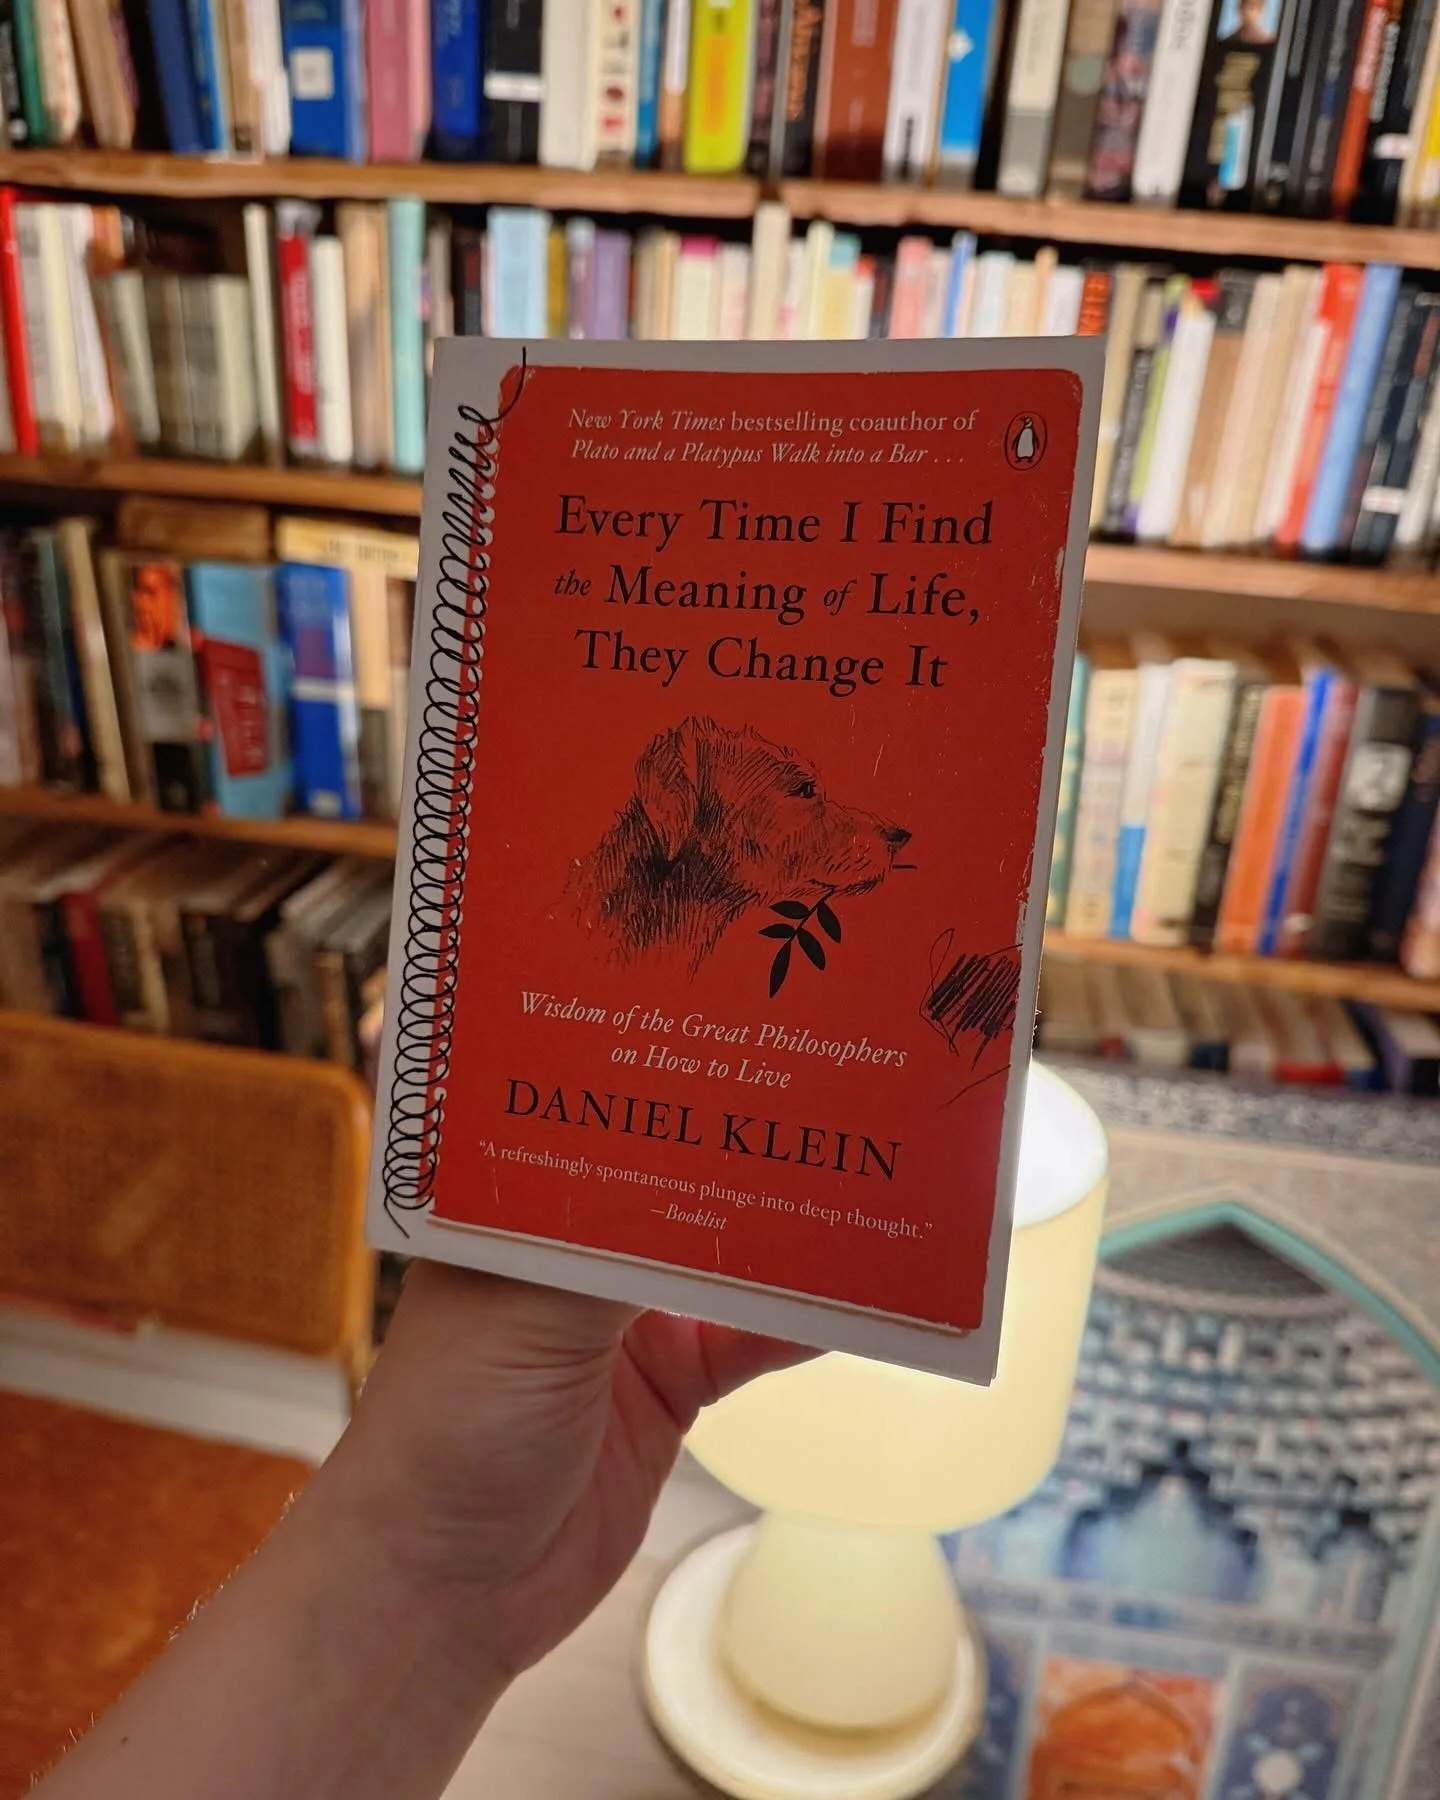 New York Times bestselling coauthor of
Plato and a Platypus Walk into a Bar . . .
Every Time I Find
the Meaning of Life,
They Change It
Wisdom of the Great Philosophers
on How to Live
DANIEL KLEIN
“A refreshingly spontaneous plunge into deep thought.”
—Booklist